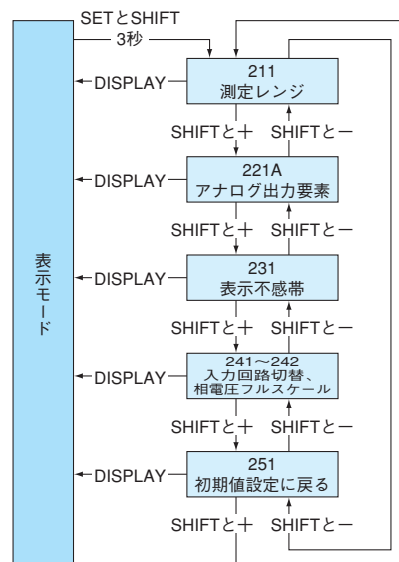 SETとSHIFT
3秒
211
測定レンジ
DISPLAY
SHIFTと＋ SHIFTと－
221A
アナログ出力要素
DISPLAY
SHIFTと＋ SHIFTと－
231
表示不感帯
DISPLAY
SHIFTと＋ SHIFTと－
241～242
入力回路切替、
相電圧フルスケール
DISPLAY
SHIFTと＋ SHIFTと－
251
初期値設定に戻る
DISPLAY
SHIFTと＋ SHIFTと－
表示モード